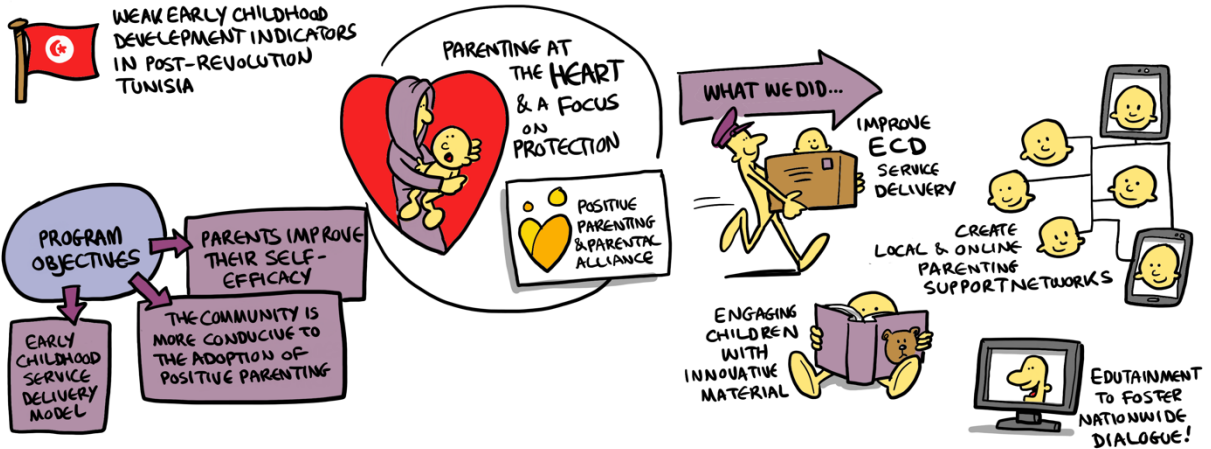 WEAK EARLY CHILDHOOD
DEVELEPMENT INDICATORS
IN POST-REVOLUTION
TUNISIA
PROGRAM
OBJECTIVES
PARENTS IMPROVE
THEIR SELF-
EFFICACY
THE COMMUNITY IS
MORE CONDUCIVE TO
THE ADOPTION OF
POSITIVE PARENTING
EARLY
CHILDHOOD
SERVICE
DELIVERY
MODEL
PARENTING AT
THE HEART
& A FOCUS
ON
PROTECTION
POSITIVE
PARENTING
& PARENTAL
ALLIANCE
WHAT WE DID...
IMPROVE
ECD
SERVICE
DELIVERY
CREATE
LOCAL & ONLINE
PARENTING
SUPPORT NETWORKS
ENGAGING
CHILDREN
WITH
INNOVATIVE
MATERIAL
EDUTAINMENT
TO FOSTER
NATIONWIDE
DIALOGUE!